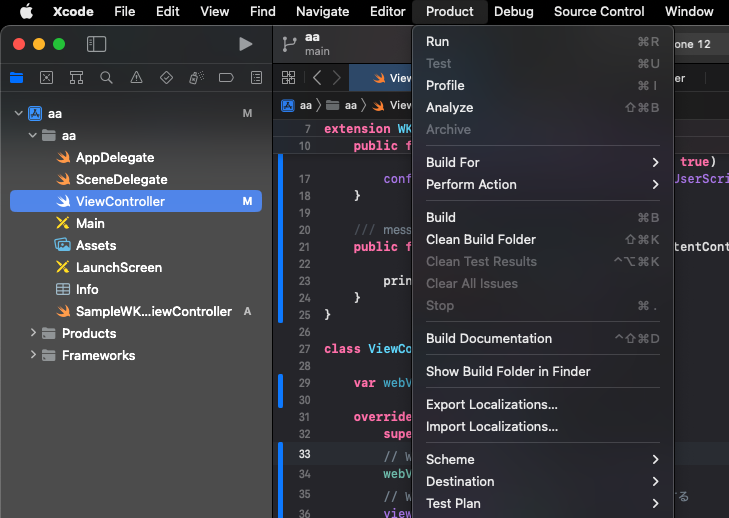 Xcode File Edit View Find Navigate Editor Product Debug Source Control Window
aa
main
one 12
View
er
aa M
aa
AppDelegate
SceneDelegate
ViewController M
Main
Assets
LaunchScreen
Info
SampleWK...iewController A
Products
Frameworks
aa aa View
7 extension WK
10 public f
true)
17 conf
UserScri
18 }
19
20 /// mess
21 public f
tentCont
22
23 prin
24 }
25 }
26
27 class ViewCo
28
29 var webV
30
31 override
32 supe
33 // W
34 webV
35 // W
する
36 view
Run ⌘R
Test ⌘U
Profile ⌘I
Analyze ⇧⌘B
Archive
Build For
Perform Action
Build ⌘B
Clean Build Folder ⇧⌘K
Clean Test Results ^⌥⌘K
Clear All Issues
Stop ⌘.
Build Documentation ^⇧⌘D
Show Build Folder in Finder
Export Localizations...
Import Localizations...
Scheme
Destination
Test Plan